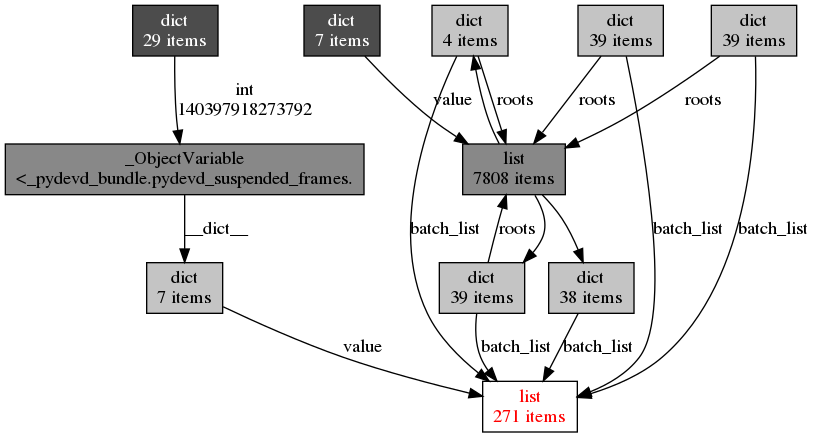 dict
29 items
dict
7 items
dict
4 items
dict
39 items
dict
39 items
int
140397918273792
value
roots
roots
roots
_ObjectVariable
<_pydevd_bundle.pydevd_suspended_frames.
list
7808 items
__dict__
batch_list
roots
batch_list
batch_list
dict
7 items
dict
39 items
dict
38 items
value
batch_list
batch_list
list
271 items